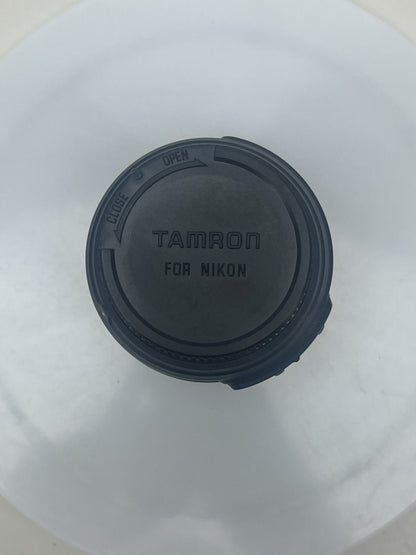 OPEN
CLOSE
TAMRON
FOR NIKON